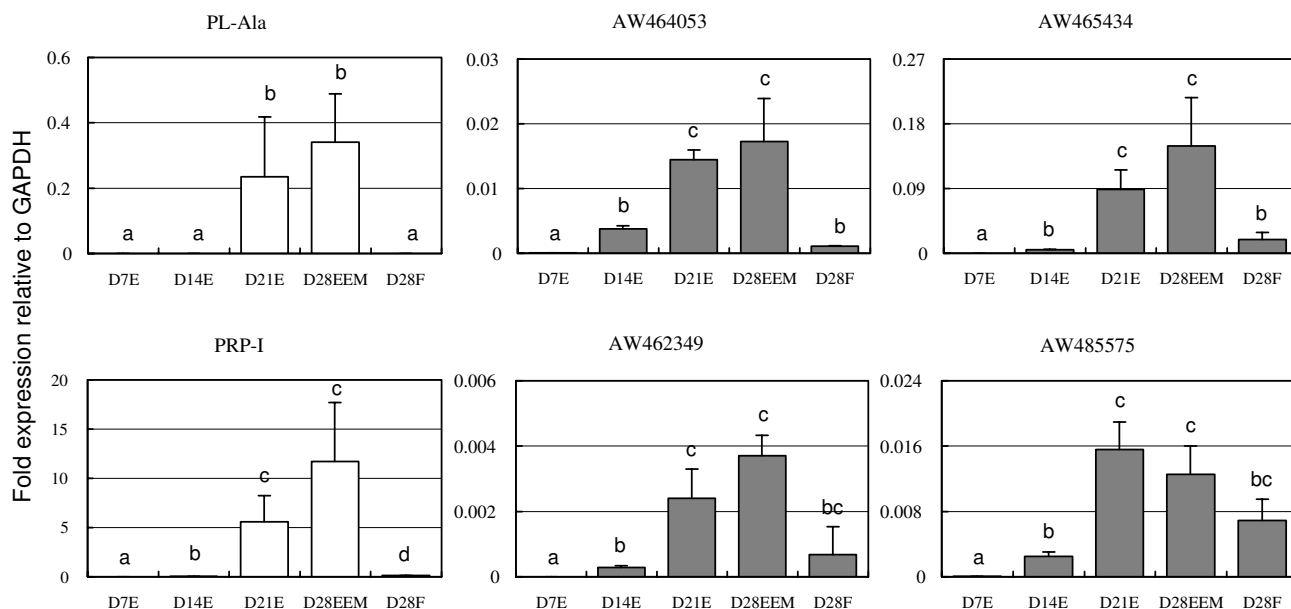 PL-Ala
AW464053
AW465434
Fold expression relative to GAPDH
0.6
0.4
0.2
0
a
a
b
b
a
D7E D14E D21E D28EEM D28F
0.03
0.02
0.01
0
a
b
c
c
b
D7E D14E D21E D28EEM D28F
0.27
0.18
0.09
0
a
b
c
c
b
D7E D14E D21E D28EEM D28F
PRP-I
AW462349
AW485575
20
15
10
5
0
a
b
c
c
d
D7E D14E D21E D28EEM D28F
0.006
0.004
0.002
0
a
b
c
c
bc
D7E D14E D21E D28EEM D28F
0.024
0.016
0.008
0
a
b
c
c
bc
D7E D14E D21E D28EEM D28F